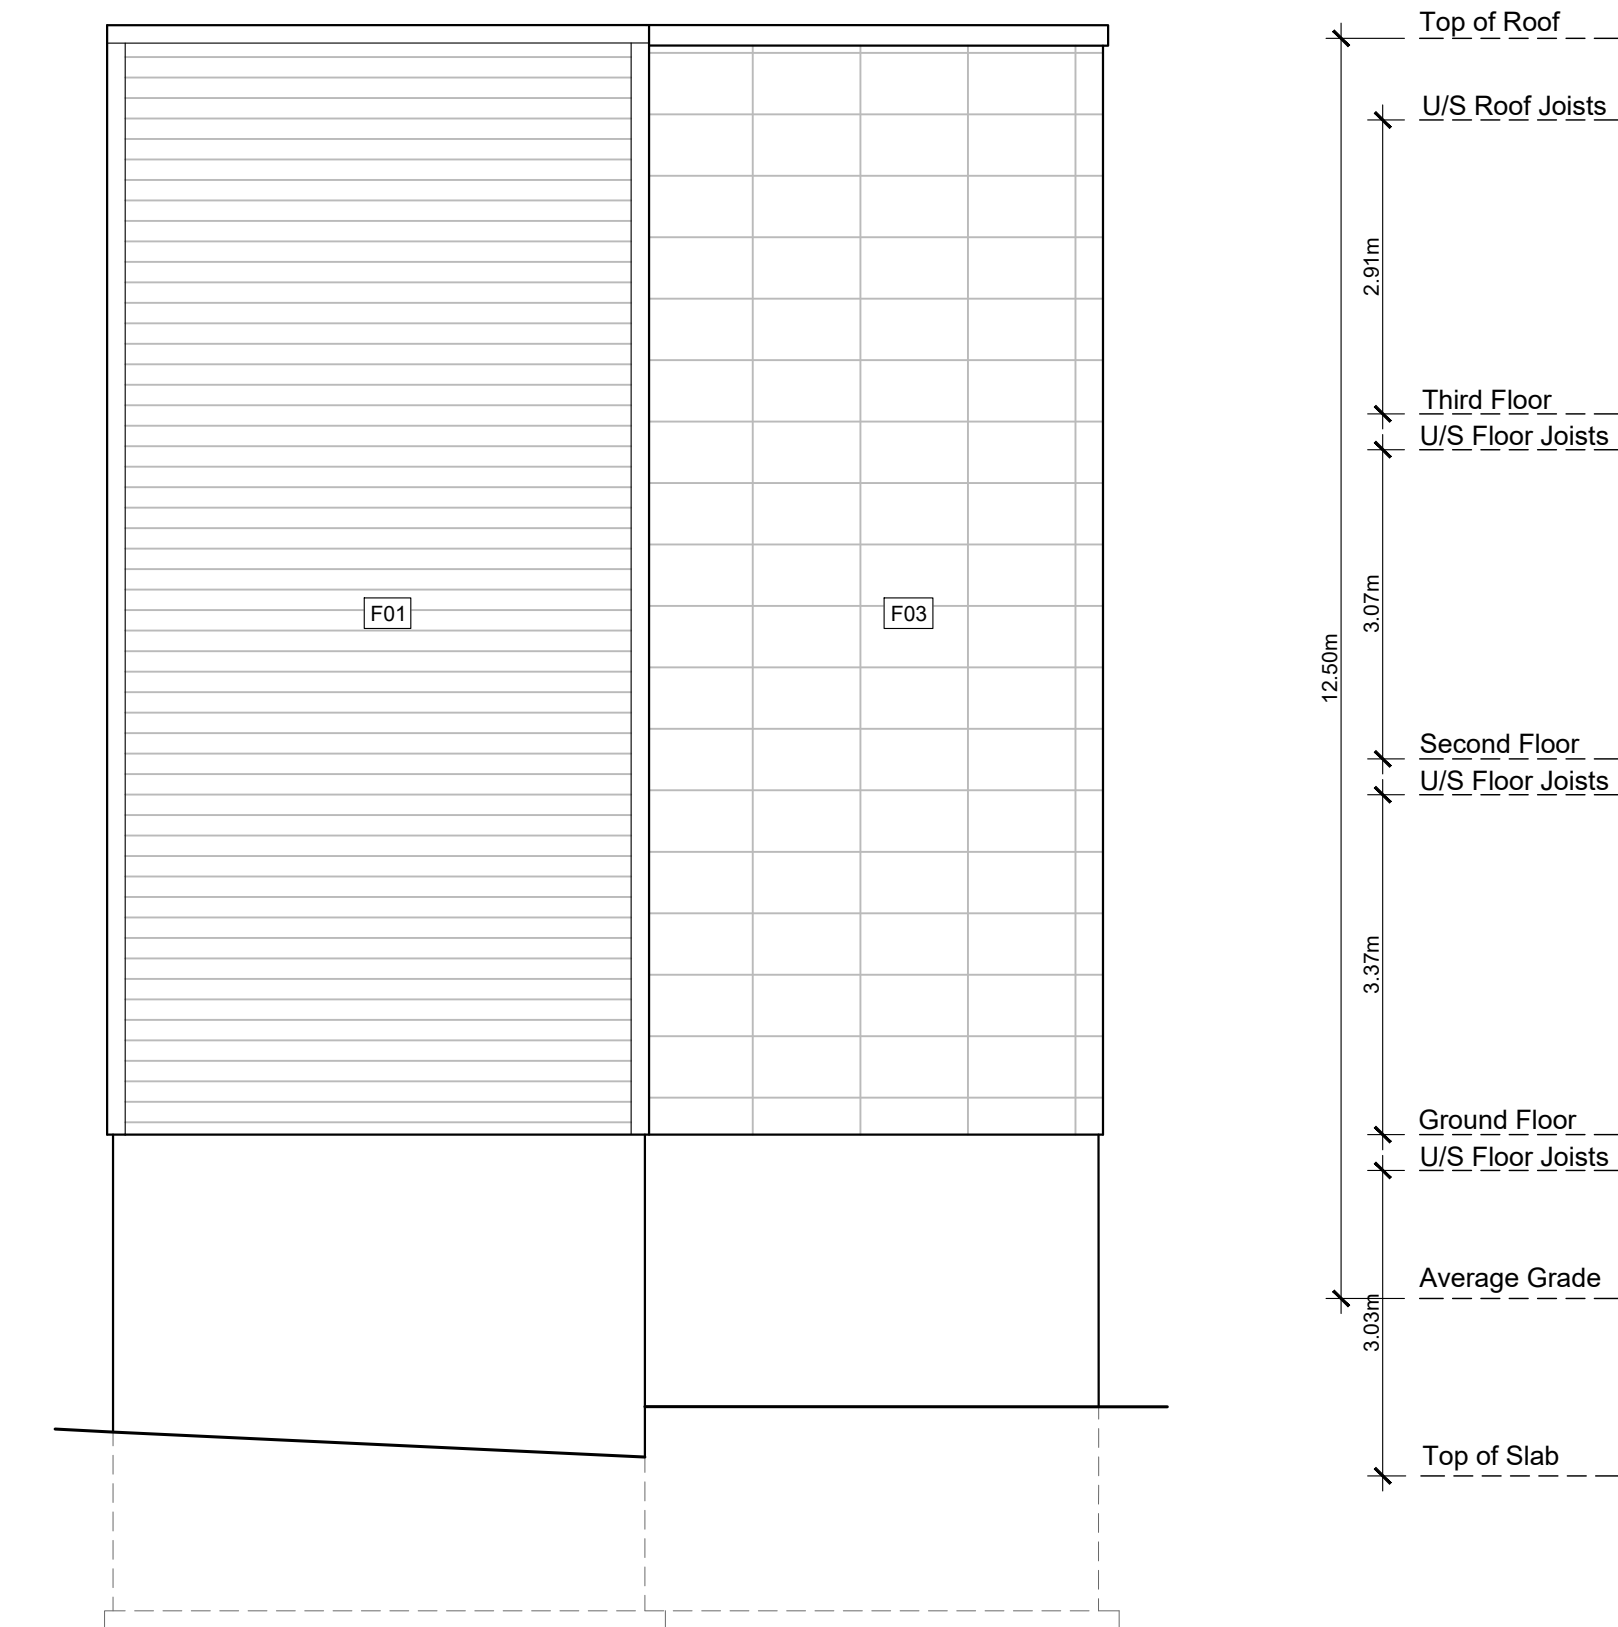 Top of Roof
U/S Roof Joists
2.91m
Third Floor
U/S Floor Joists
F01
F03
3.07m
12.50m
Second Floor
U/S Floor Joists
3.37m
Ground Floor
U/S Floor Joists
Average Grade
3.03m
Top of Slab